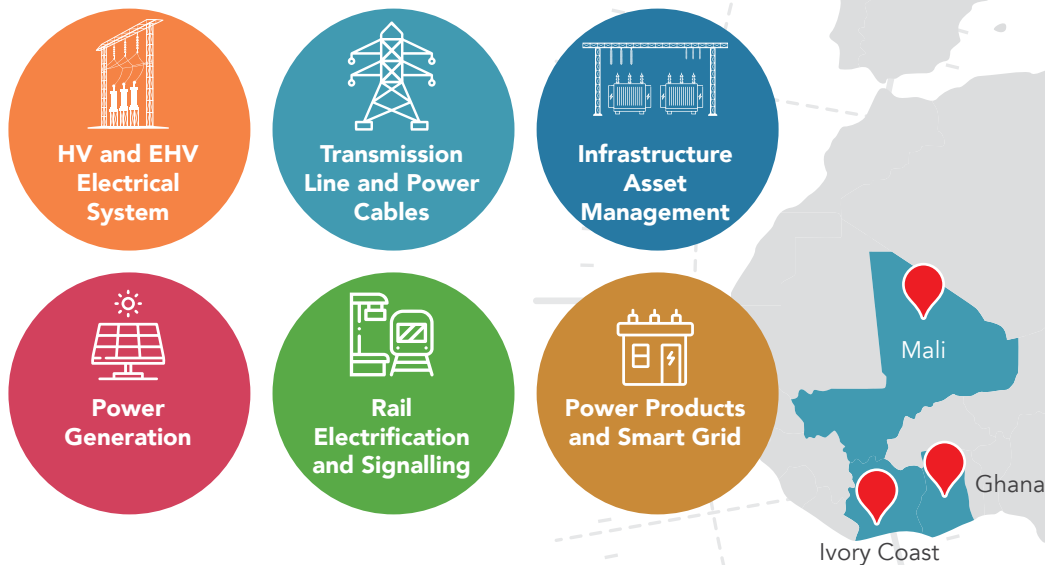 HV and EHV
Electrical
System
Transmission
Line and Power
Cables
Infrastructure
Asset
Management
Power
Generation
Rail
Electrification
and Signalling
Power Products
and Smart Grid
Mali
Ghana
Ivory Coast